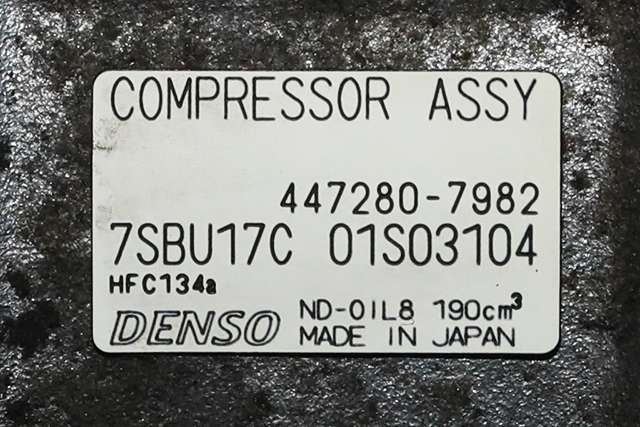 COMPRESSOR ASSY
447280-7982
7SBU17C 01S03104
HFC134a
DENSO ND-OIL8 190cm³
MADE IN JAPAN